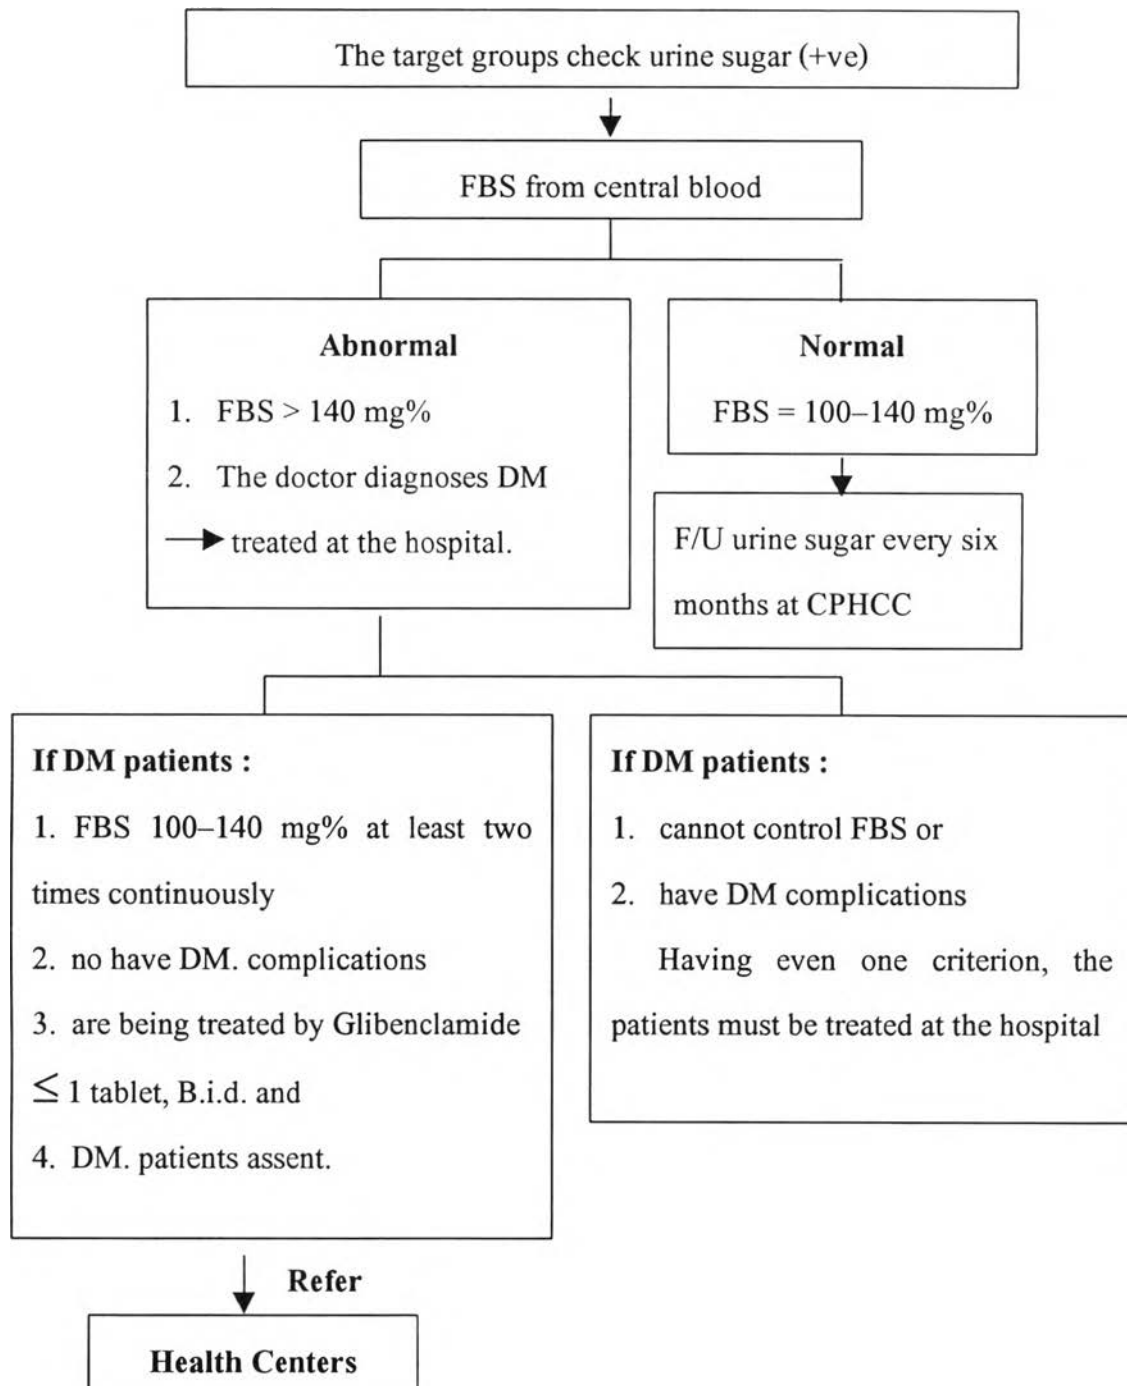 The target groups check urine sugar (+ve)
FBS from central blood
Abnormal
1. FBS > 140 mg%
2. The doctor diagnoses DM
treated at the hospital.
Normal
FBS = 100–140 mg%
F/U urine sugar every six
months at CPHCC
If DM patients :
1. FBS 100–140 mg% at least two
times continuously
2. no have DM. complications
3. are being treated by Glibenclamide
≤ 1 tablet, B.i.d. and
4. DM. patients assent.
If DM patients :
1. cannot control FBS or
2. have DM complications
Having even one criterion, the
patients must be treated at the hospital
Refer
Health Centers